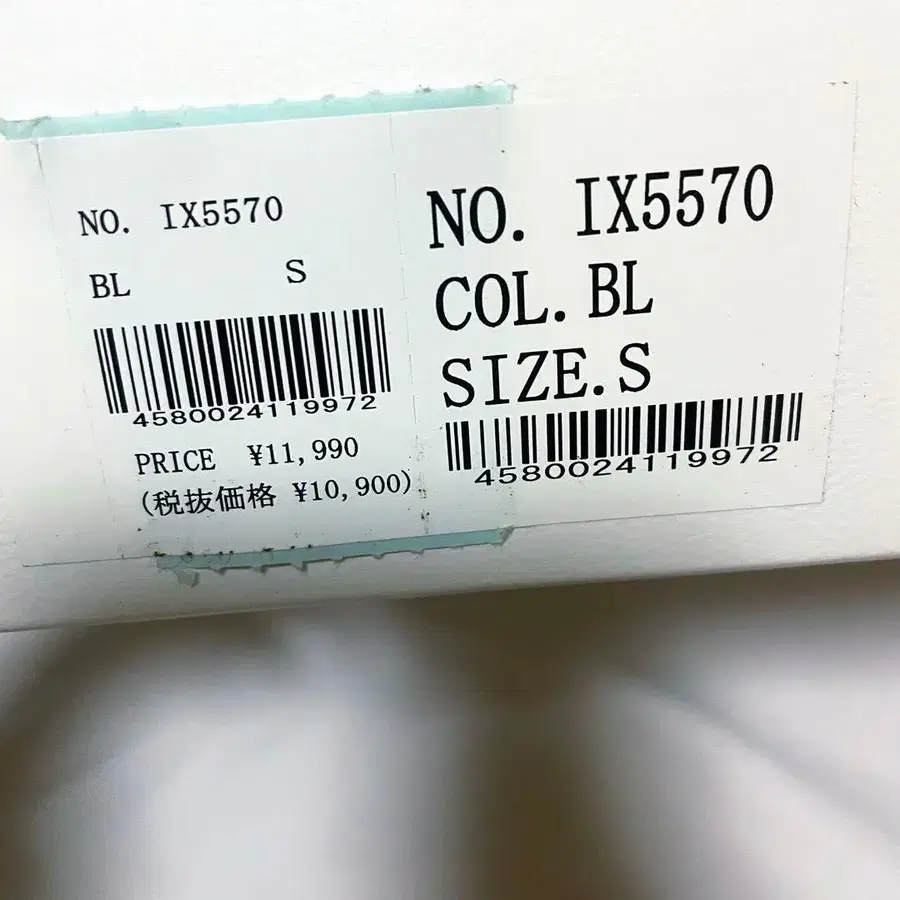 NO. IX5570
BL S
4580024119972
PRICE ¥11,990
(税抜価格 ¥10,900)
NO. IX5570
COL. BL
SIZE. S
4580024119972